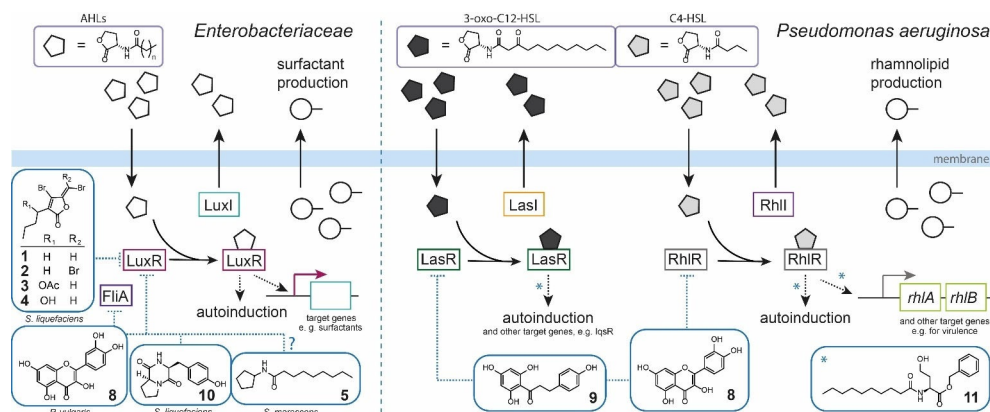 AHLs
Enterobacteriaceae
3-oxo-C12-HSL
C4-HSL
Pseudomonas aeruginosa
surfactant
production
rhamnolipid
production
membrane
LuxI
LasI
RhlI
R₁ R₂
1 H H
2 H Br
3 OAc H
4 OH H
S. liquefaciens
LuxR
LuxR
FliA
autoinduction
target genes
e.g. surfactants
LasR
LasR
*
autoinduction
and other target genes, e.g. lqsR
RhlR
RhlR
*
*
autoinduction
rhlA
rhlB
and other target genes
e.g. for virulence
?
8
P. vulgaris
10
S. liquefaciens
5
S. marcescens
9
8
*
11